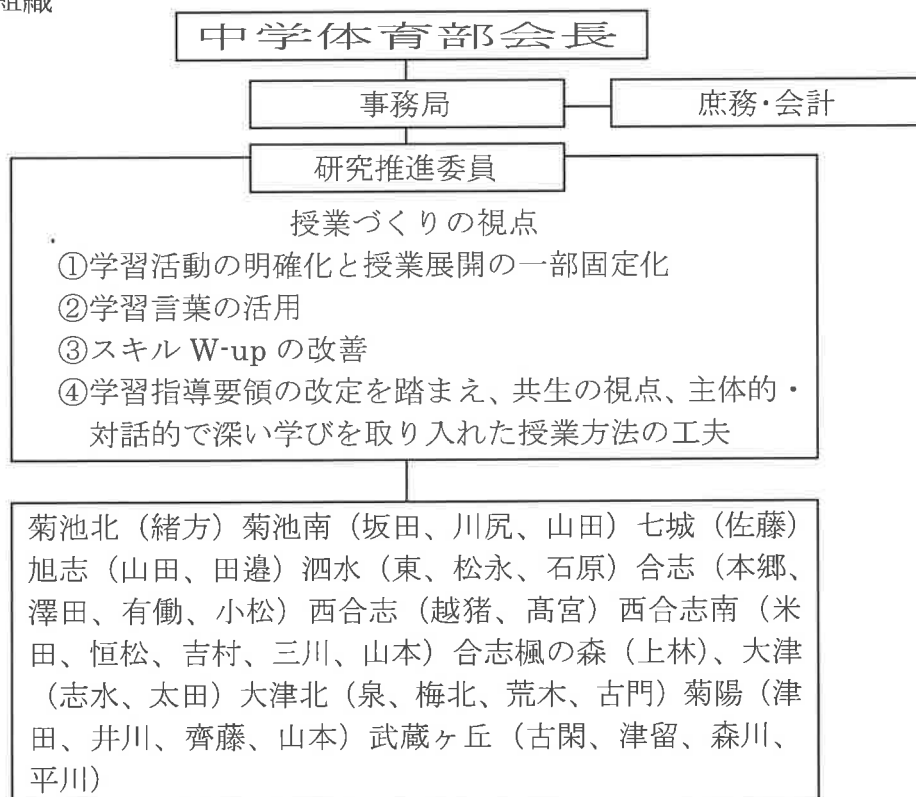 組織
中学体育部会長
事務局
庶務・会計
研究推進委員
授業づくりの視点
①学習活動の明確化と授業展開の一部固定化
②学習言葉の活用
③スキル W-up の改善
④学習指導要領の改定を踏まえ、共生の視点、主体的・
対話的で深い学びを取り入れた授業方法の工夫
菊池北（緒方）菊池南（坂田、川尻、山田）七城（佐藤）
旭志（山田、田邉）泗水（東、松永、石原）合志（本郷、
澤田、有働、小松）西合志（越猪、髙宮）西合志南（米
田、恒松、吉村、三川、山本）合志楓の森（上林）、大津
（志水、太田）大津北（泉、梅北、荒木、古門）菊陽（津
田、井川、齊藤、山本）武蔵ヶ丘（古閑、津留、森川、
平川）